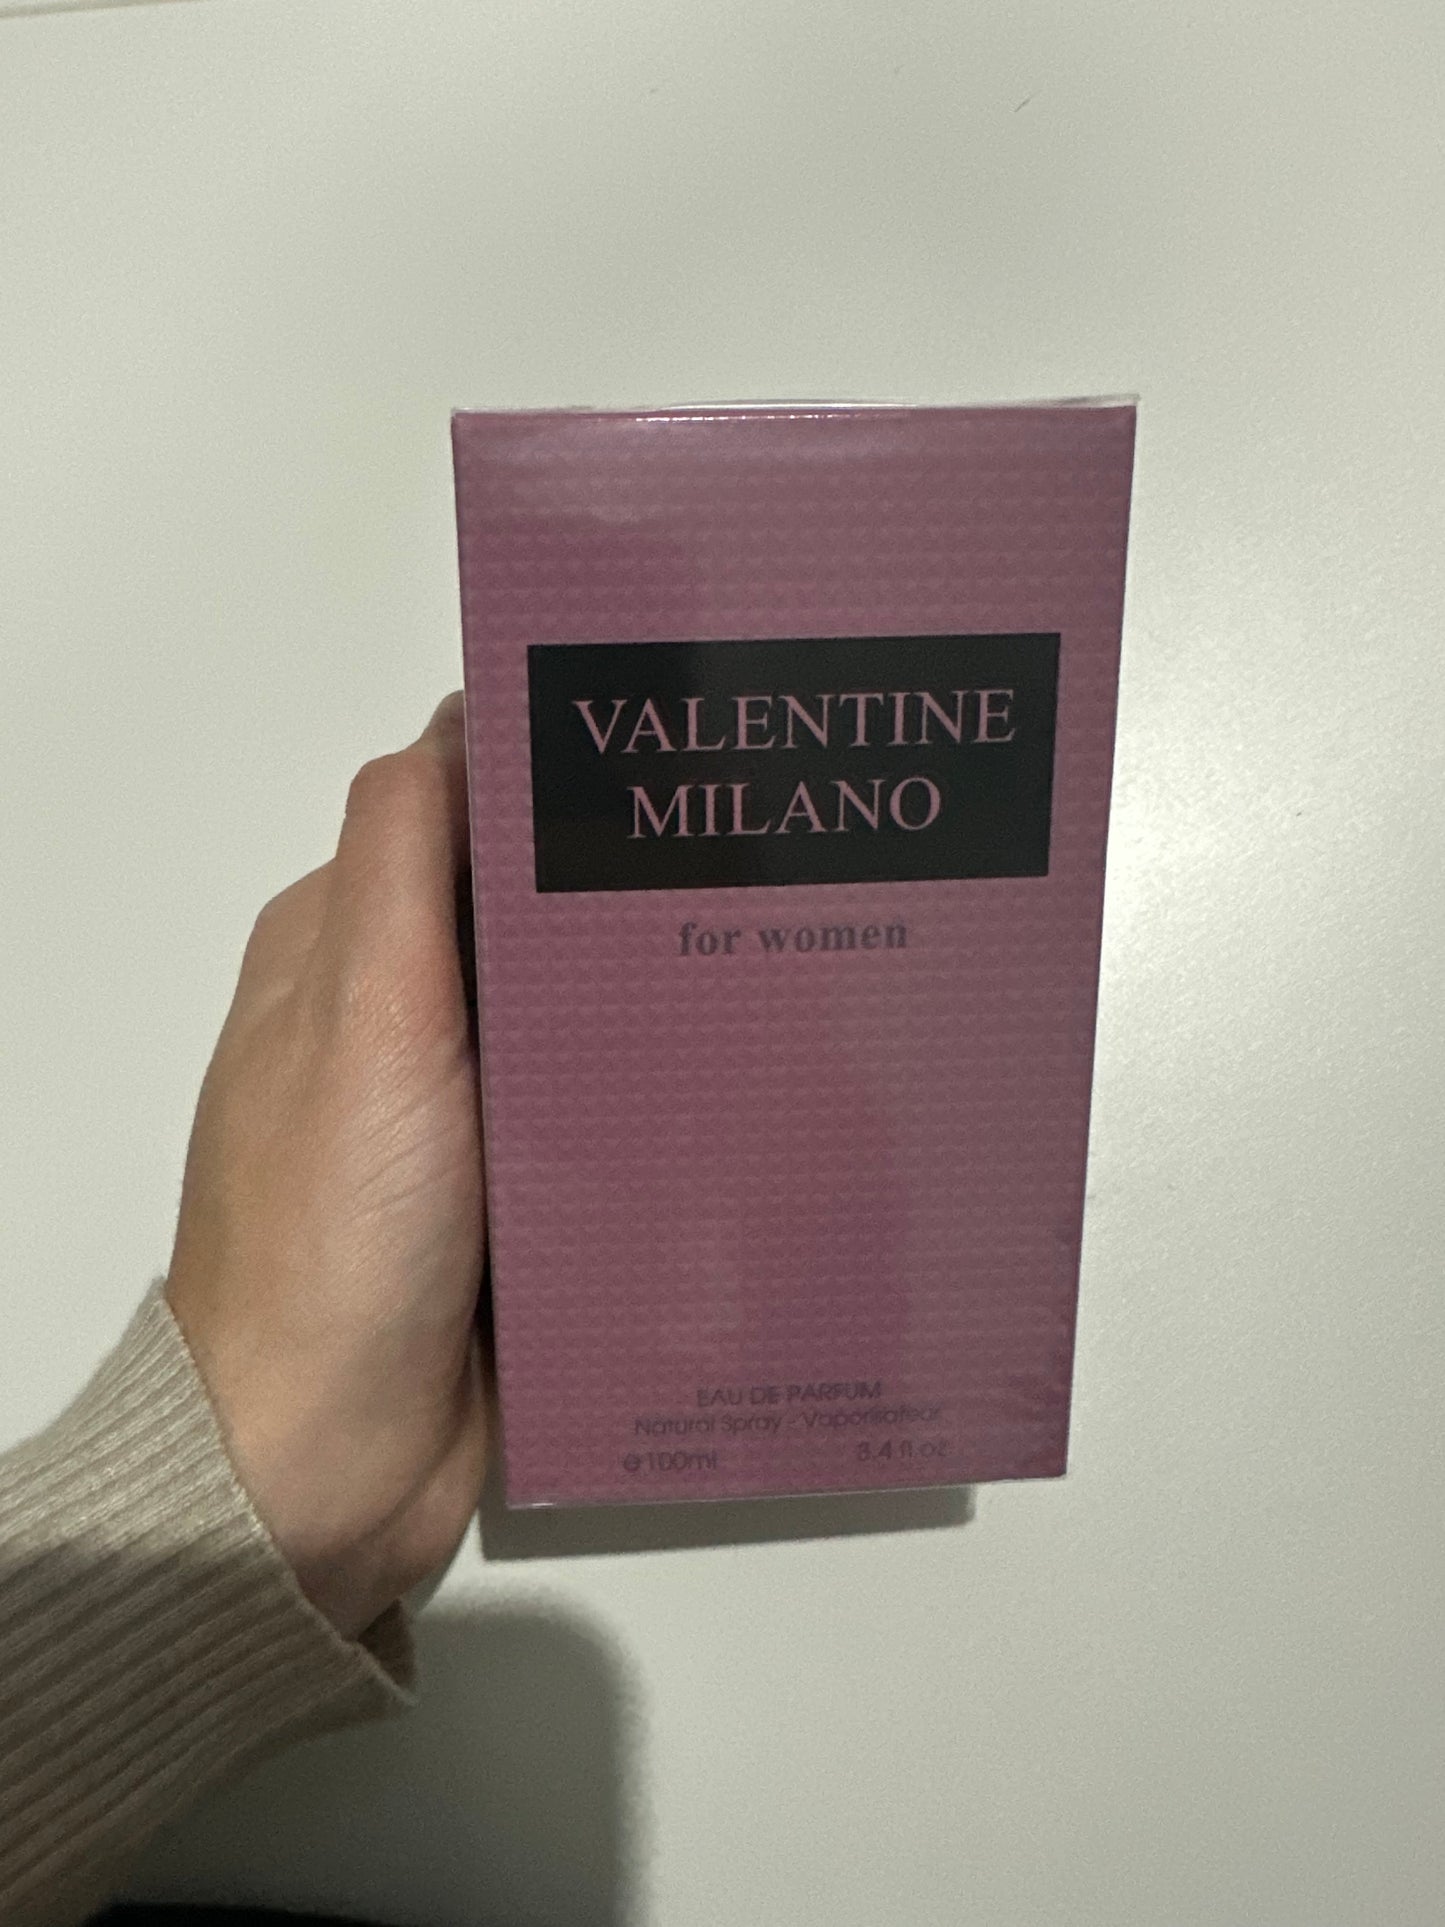 VALENTINE
MILANO
for women
EAU DE PARFUM
Natural Spray - Vaporisateur
℮100ml 3.4 fl.oz